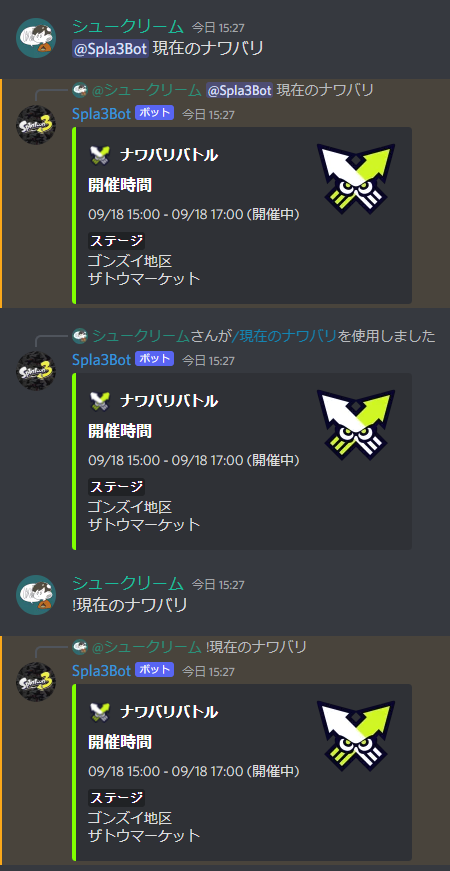 シュークリーム 今日 15:27
@Spla3Bot 現在のナワバリ
@シュークリーム @Spla3Bot 現在のナワバリ
Spla3Bot ボット 今日 15:27
ナワバリバトル
開催時間
09/18 15:00 - 09/18 17:00 (開催中)
ステージ
ゴンズイ地区
ザトウマーケット
シュークリームさんが/現在のナワバリを使用しました
Spla3Bot ボット 今日 15:27
ナワバリバトル
開催時間
09/18 15:00 - 09/18 17:00 (開催中)
ステージ
ゴンズイ地区
ザトウマーケット
シュークリーム 今日 15:27
!現在のナワバリ
@シュークリーム !現在のナワバリ
Spla3Bot ボット 今日 15:27
ナワバリバトル
開催時間
09/18 15:00 - 09/18 17:00 (開催中)
ステージ
ゴンズイ地区
ザトウマーケット